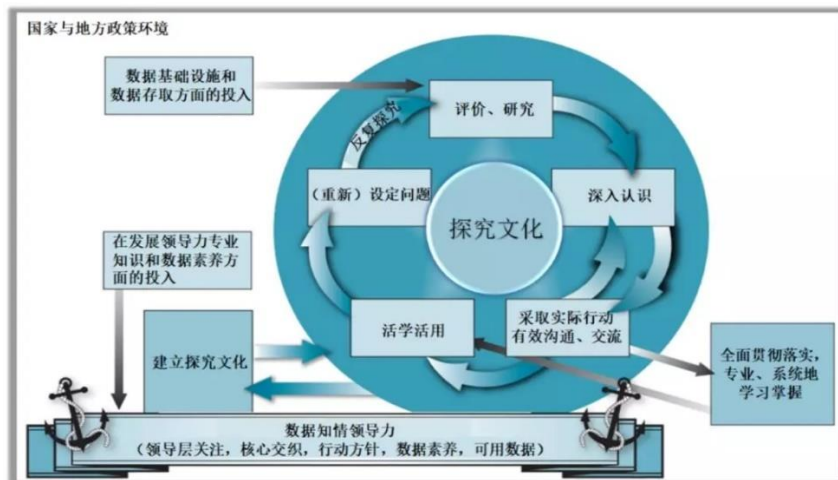 国家与地方政策环境
数据基础设施和
数据存取方面的投入
评价、研究
反复探究
（重新）设定问题
深入认识
探究文化
在发展领导力专业
知识和数据素养方
面的投入
活学活用
采取实际行动
有效沟通、交流
建立探究文化
全面贯彻落实，
专业、系统地
学习掌握
数据知情领导力
（领导层关注，核心交织，行动方针，数据素养，可用数据）